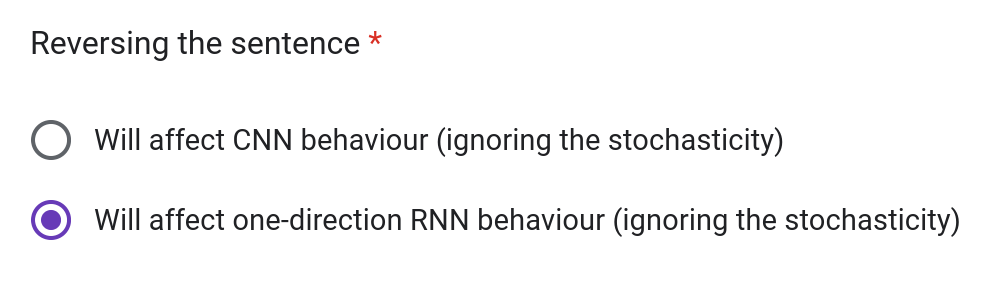 Reversing the sentence *
Will affect CNN behaviour (ignoring the stochasticity)
Will affect one-direction RNN behaviour (ignoring the stochasticity)